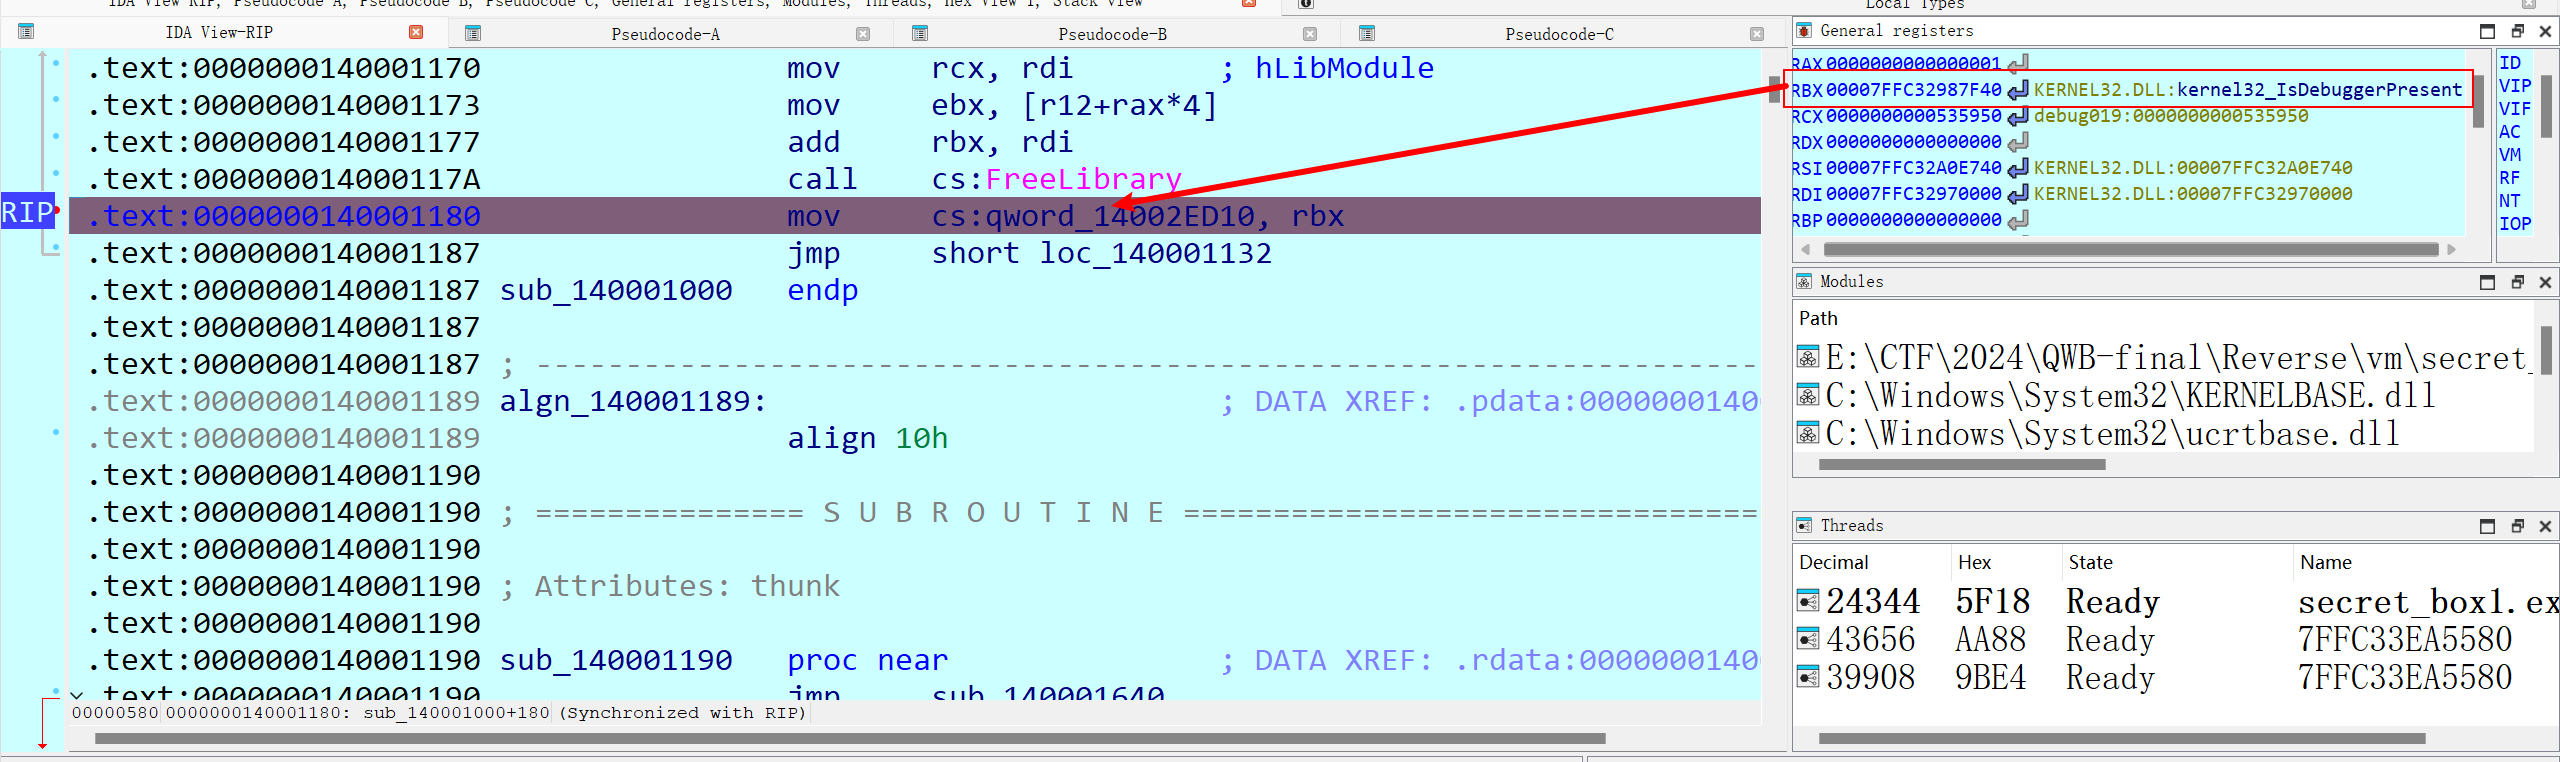 IDA View RIP, Pseudocode A, Pseudocode B, Pseudocode C, General registers, Modules, Threads, Hex View 1, Stack View
Local Types
IDA View-RIP
Pseudocode-A
Pseudocode-B
Pseudocode-C
.text:0000000140001170 mov rcx, rdi ; hLibModule
.text:0000000140001173 mov ebx, [r12+rax*4]
.text:0000000140001177 add rbx, rdi
.text:000000014000117A call cs:FreeLibrary
RIP .text:0000000140001180 mov cs:qword_14002ED10, rbx
.text:0000000140001187 jmp short loc_140001132
.text:0000000140001187 sub_140001000 endp
.text:0000000140001187
.text:0000000140001187 ; --------------------------------------------------------------------
.text:0000000140001189 algn_140001189: ; DATA XREF: .pdata:0000000140
.text:0000000140001189 align 10h
.text:0000000140001190
.text:0000000140001190 ; =============== S U B R O U T I N E ================================
.text:0000000140001190
.text:0000000140001190 ; Attributes: thunk
.text:0000000140001190
.text:0000000140001190 sub_140001190 proc near ; DATA XREF: .rdata:0000000140
.text:0000000140001190 jmp sub_140001640
00000580 0000000140001180: sub_140001000+180 (Synchronized with RIP)
General registers
RAX 0000000000000001
RBX 00007FFC32987F40 KERNEL32.DLL:kernel32_IsDebuggerPresent
RCX 0000000000535950 debug019:0000000000535950
RDX 0000000000000000
RSI 00007FFC32A0E740 KERNEL32.DLL:00007FFC32A0E740
RDI 00007FFC32970000 KERNEL32.DLL:00007FFC32970000
RBP 0000000000000000
ID
VIP
VIF
AC
VM
RF
NT
IOP
Modules
Path
E:\CTF\2024\QWB-final\Reverse\vm\secret_
C:\Windows\System32\KERNELBASE.dll
C:\Windows\System32\ucrtbase.dll
Threads
Decimal Hex State Name
24344 5F18 Ready secret_box1.ex
43656 AA88 Ready 7FFC33EA5580
39908 9BE4 Ready 7FFC33EA5580